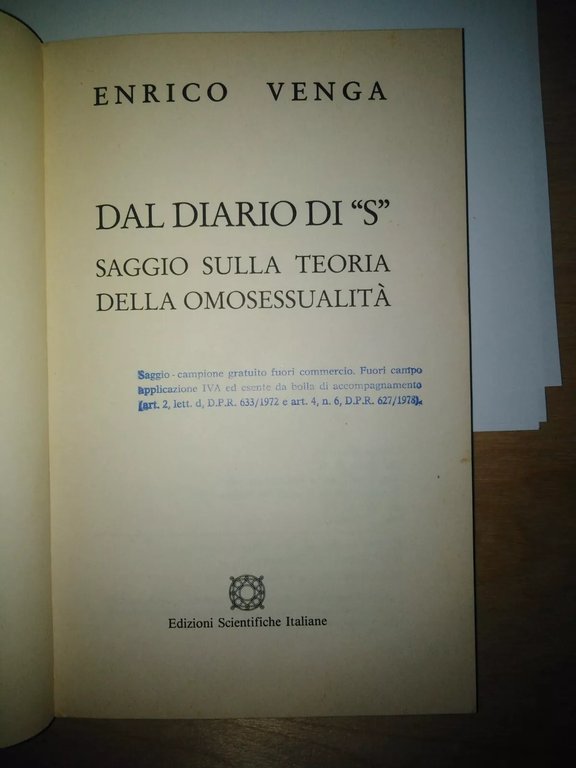 ENRICO VENGA
DAL DIARIO DI “S”
SAGGIO SULLA TEORIA
DELLA OMOSESSUALITÀ
Saggio - campione gratuito fuori commercio. Fuori campo
applicazione IVA ed esente da bolla di accompagnamento
(art. 2, lett. d, D.P.R. 633/1972 e art. 4, n. 6, D.P.R. 627/1978).
Edizioni Scientifiche Italiane